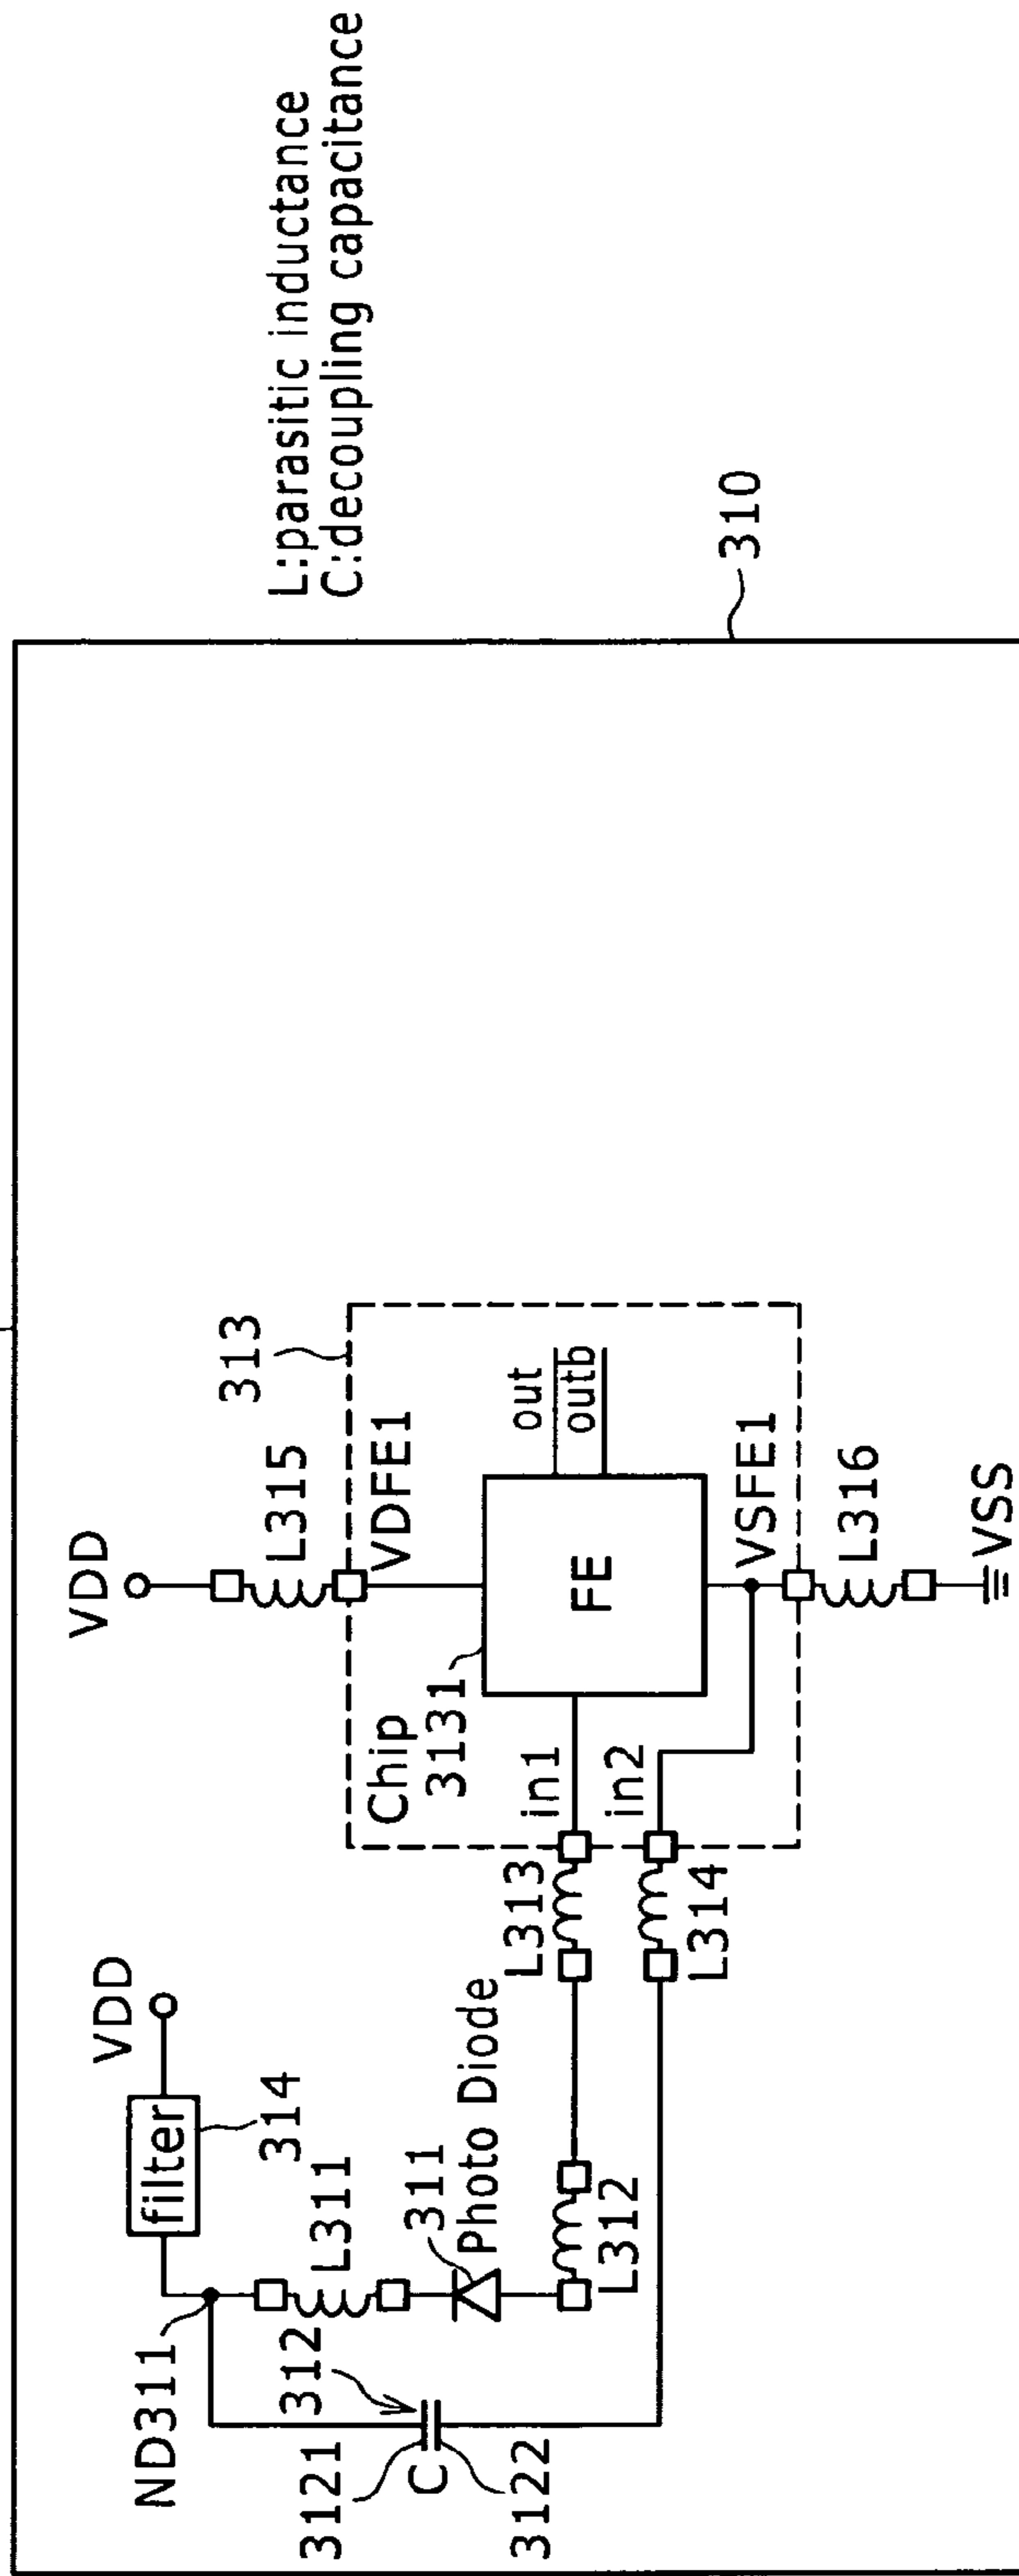 L:parasitic inductance
C:decoupling capacitance
310
VDD
filter
314
ND311
L311
312
3121
C
3122
311
Photo Diode
L312
L313
L314
VDD
L315
313
VDFE1
Chip
3131
in1
in2
FE
out
outb
VSFE1
L316
VSS